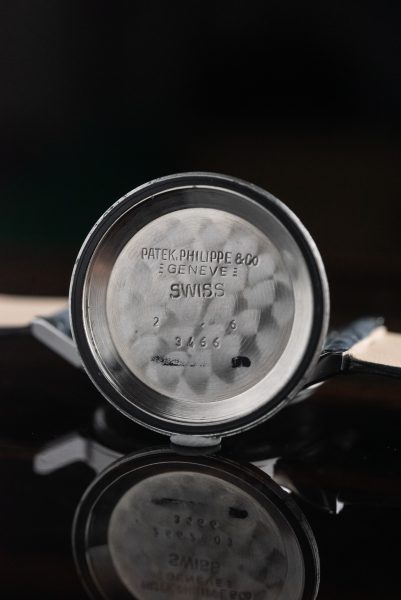 PATEK, PHILIPPE & Co
GENEVE
SWISS
2 6
3466